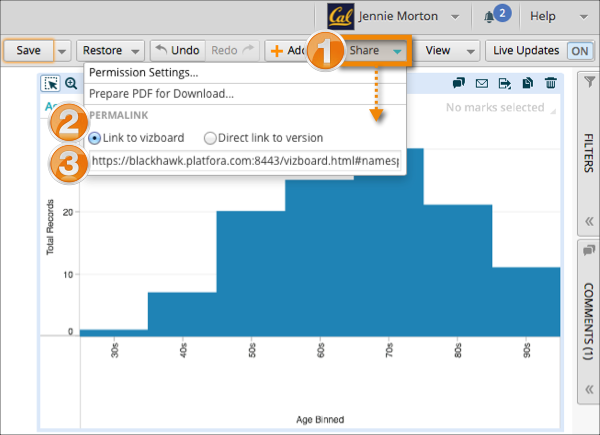 Cal Jennie Morton 2 Help
Save Restore Undo Redo Add 1 Share View Live Updates ON
Permission Settings...
Prepare PDF for Download...
No marks selected
PERMALINK
2 Link to vizboard Direct link to version
3 https://blackhawk.platfora.com:8443/vizboard.html#namesp
FILTERS
Total Records
20
10
0
COMMENTS (1)
30s 40s 50s 60s 70s 80s 90s
Age Binned